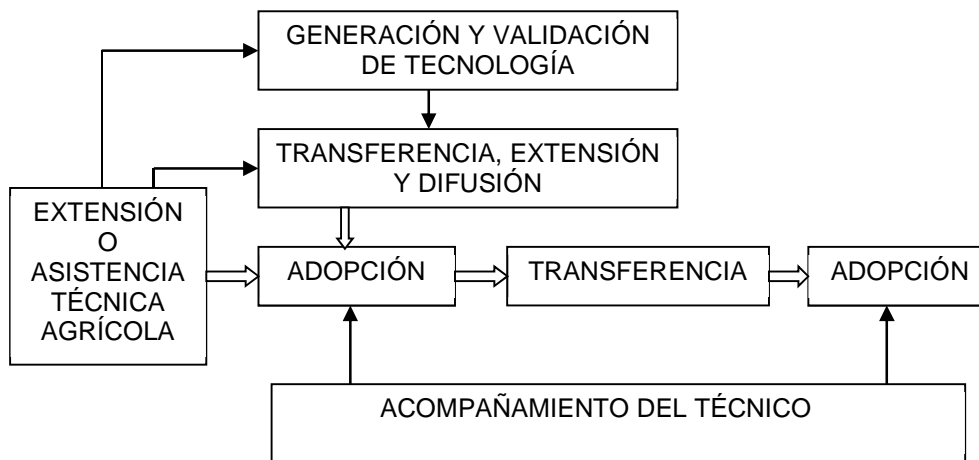 GENERACIÓN Y VALIDACIÓN
DE TECNOLOGÍA
TRANSFERENCIA, EXTENSIÓN
Y DIFUSIÓN
EXTENSIÓN
O
ASISTENCIA
TÉCNICA
AGRÍCOLA
ADOPCIÓN
TRANSFERENCIA
ADOPCIÓN
ACOMPAÑAMIENTO DEL TÉCNICO